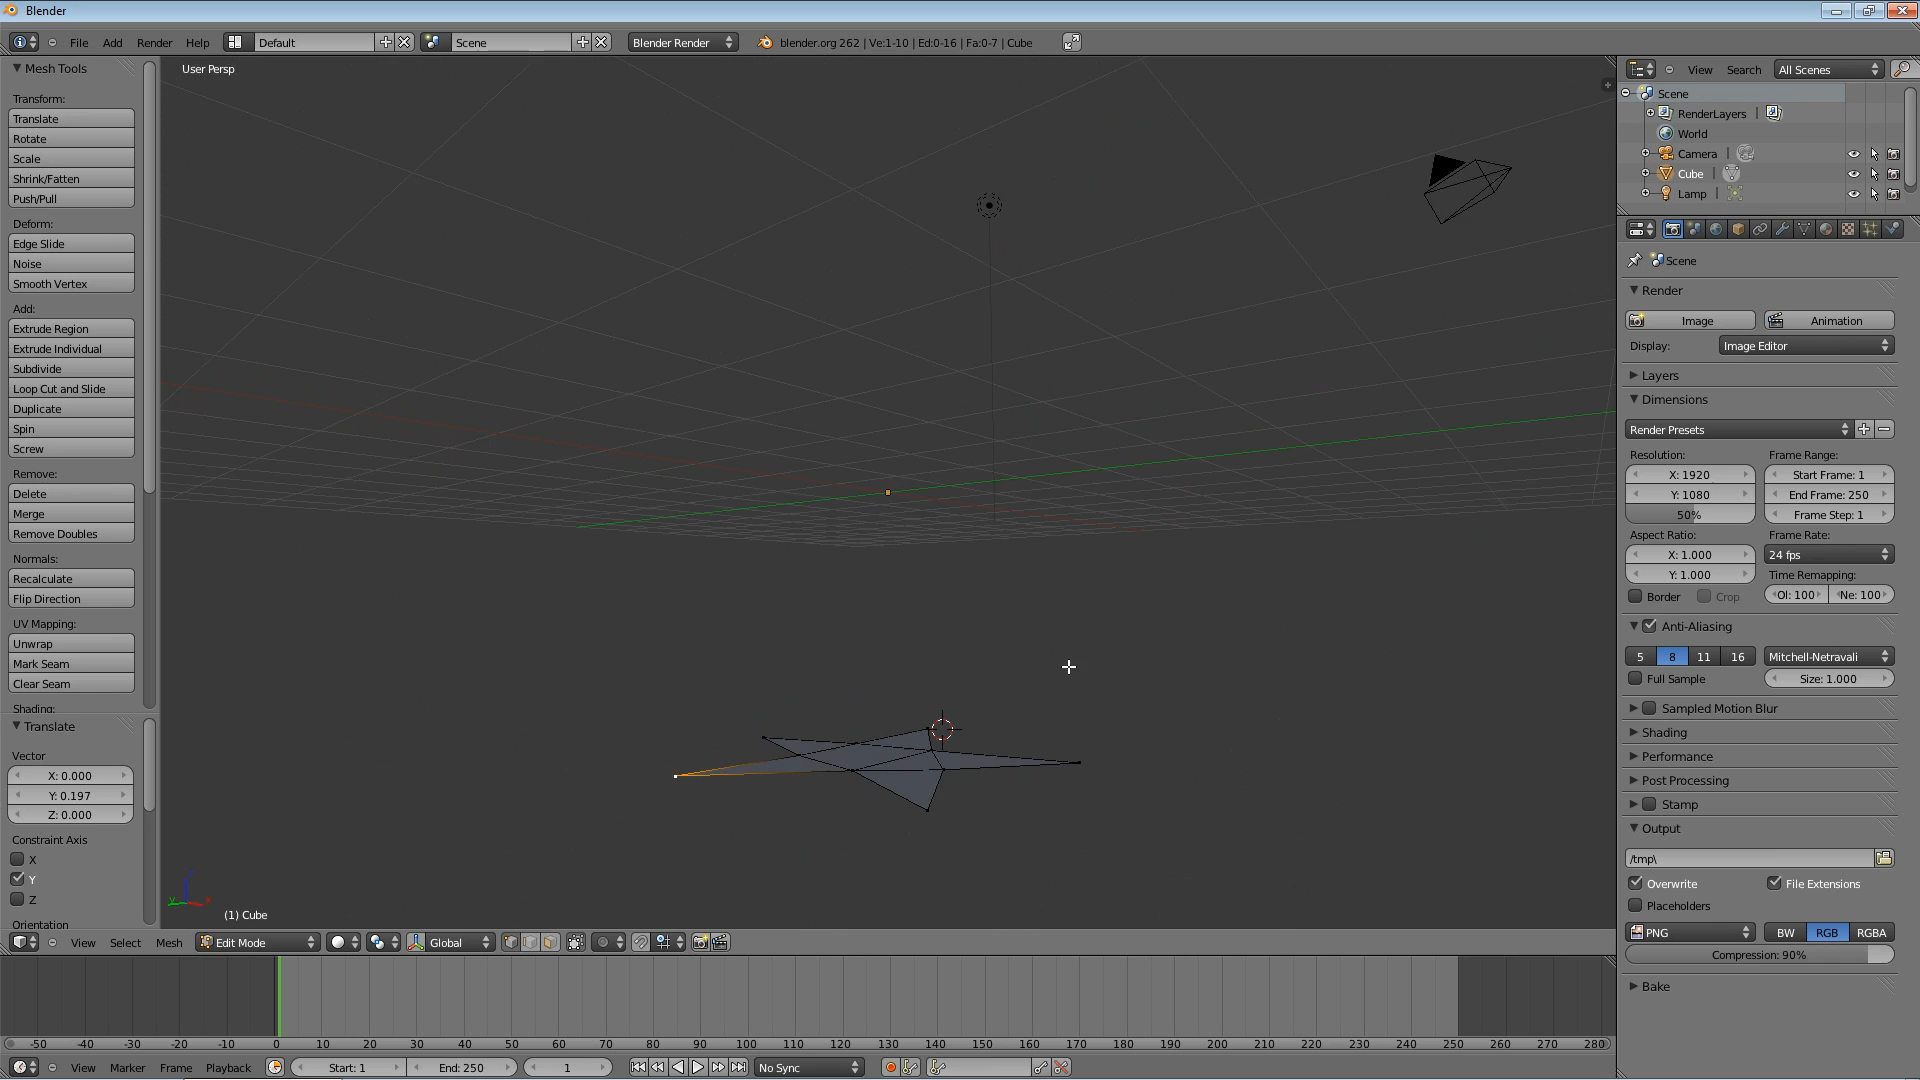 Blender
File Add Render Help Default Scene Blender Render blender.org 262 | Ve:1-10 | Ed:0-16 | Fa:0-7 | Cube
Mesh Tools
Transform:
Translate
Rotate
Scale
Shrink/Fatten
Push/Pull
Deform:
Edge Slide
Noise
Smooth Vertex
Add:
Extrude Region
Extrude Individual
Subdivide
Loop Cut and Slide
Duplicate
Spin
Screw
Remove:
Delete
Merge
Remove Doubles
Normals:
Recalculate
Flip Direction
UV Mapping:
Unwrap
Mark Seam
Clear Seam
Shading:
Translate
Vector
X: 0.000
Y: 0.197
Z: 0.000
Constraint Axis
X
Y
Z
Orientation
User Persp
(1) Cube
View Select Mesh Edit Mode Global
-50 -40 -30 -20 -10 0 10 20 30 40 50 60 70 80 90 100 110 120 130 140 150 160 170 180 190 200 210 220 230 240 250 260 270 280
View Marker Frame Playback Start: 1 End: 250 1 No Sync
View Search All Scenes
Scene
RenderLayers |
World
Camera |
Cube |
Lamp |
Scene
Render
Image Animation
Display: Image Editor
Layers
Dimensions
Render Presets
Resolution: Frame Range:
X: 1920 Start Frame: 1
Y: 1080 End Frame: 250
50% Frame Step: 1
Aspect Ratio: Frame Rate:
X: 1.000 24 fps
Y: 1.000 Time Remapping:
Border Crop Ol: 100 Ne: 100
Anti-Aliasing
5 8 11 16 Mitchell-Netravali
Full Sample Size: 1.000
Sampled Motion Blur
Shading
Performance
Post Processing
Stamp
Output
/tmp\
Overwrite File Extensions
Placeholders
PNG BW RGB RGBA
Compression: 90%
Bake